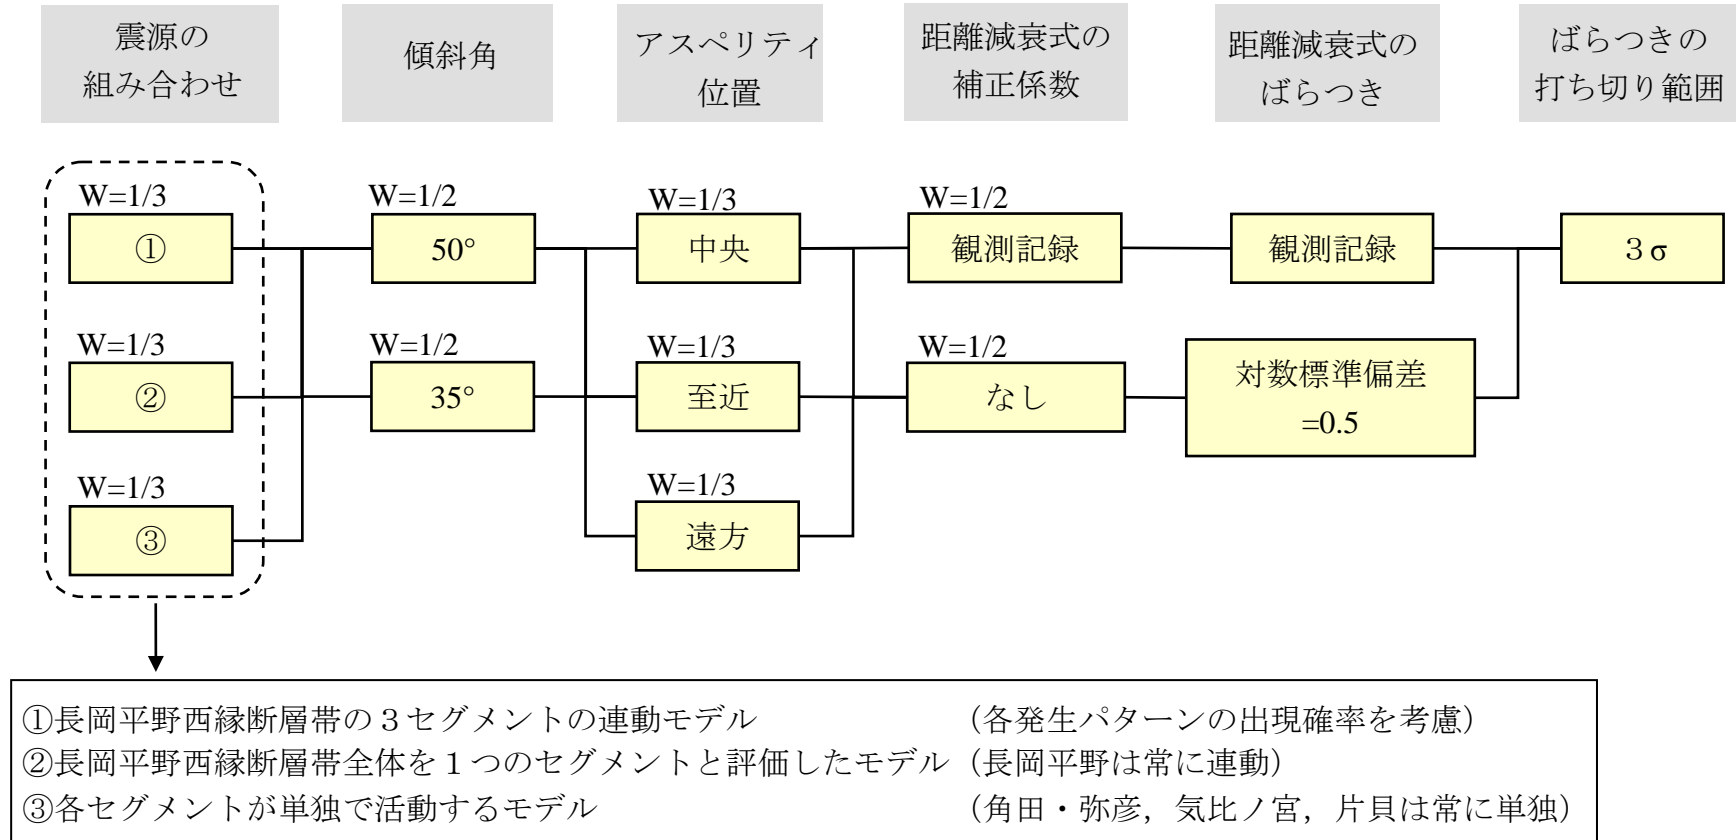 震源の
組み合わせ
傾斜角
アスペリティ
位置
距離減衰式の
補正係数
距離減衰式の
ばらつき
ばらつきの
打ち切り範囲
W=1/3
①
W=1/2
50°
W=1/3
中央
W=1/2
観測記録
観測記録
３σ
W=1/3
②
W=1/2
35°
W=1/3
至近
W=1/2
なし
対数標準偏差
=0.5
W=1/3
③
W=1/3
遠方
①長岡平野西縁断層帯の３セグメントの連動モデル （各発生パターンの出現確率を考慮）
②長岡平野西縁断層帯全体を１つのセグメントと評価したモデル （長岡平野は常に連動）
③各セグメントが単独で活動するモデル （角田・弥彦，気比ノ宮，片貝は常に単独）